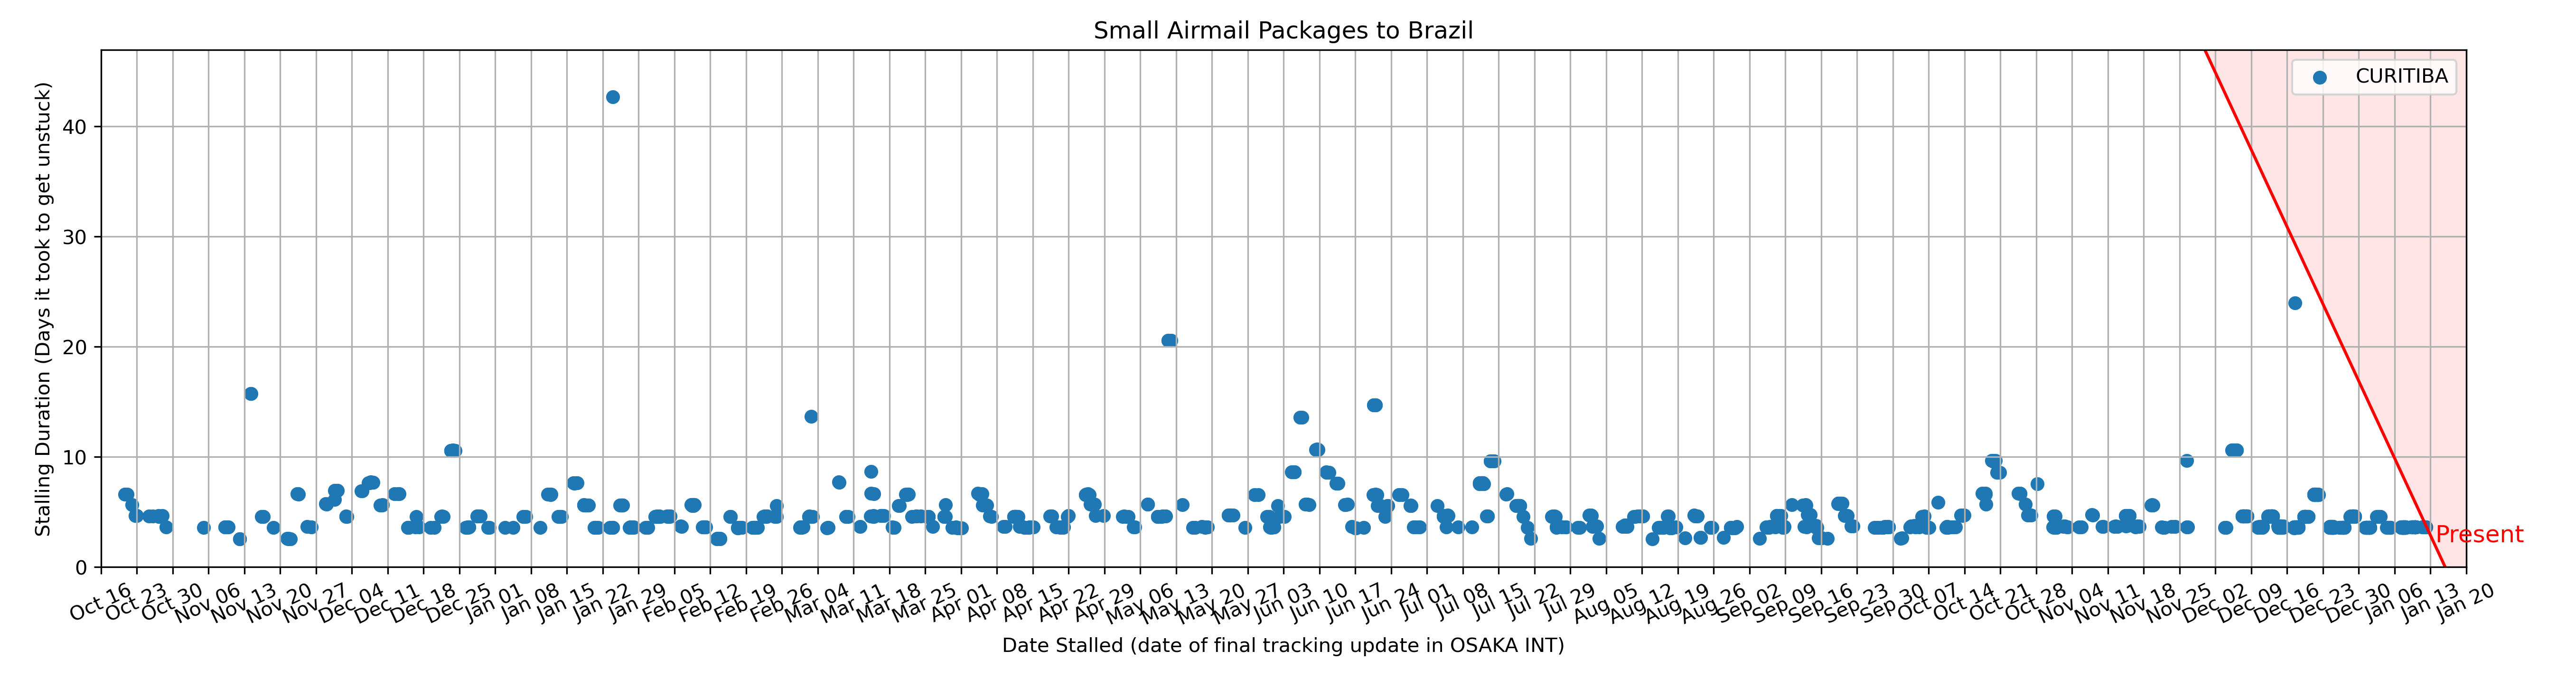 Small Airmail Packages to Brazil
Stalling Duration (Days it took to get unstuck)
40
30
20
10
0
CURITIBA
Present
Oct 16
Oct 23
Oct 30
Nov 06
Nov 13
Nov 20
Nov 27
Dec 04
Dec 11
Dec 18
Dec 25
Jan 01
Jan 08
Jan 15
Jan 22
Jan 29
Feb 05
Feb 12
Feb 19
Feb 26
Mar 04
Mar 11
Mar 18
Mar 25
Apr 01
Apr 08
Apr 15
Apr 22
Apr 29
May 06
May 13
May 20
May 27
Jun 03
Jun 10
Jun 17
Jun 24
Jul 01
Jul 08
Jul 15
Jul 22
Jul 29
Aug 05
Aug 12
Aug 19
Aug 26
Sep 02
Sep 09
Sep 16
Sep 23
Sep 30
Oct 07
Oct 14
Oct 21
Oct 28
Nov 04
Nov 11
Nov 18
Nov 25
Dec 02
Dec 09
Dec 16
Dec 23
Dec 30
Jan 06
Jan 13
Jan 20
Date Stalled (date of final tracking update in OSAKA INT)